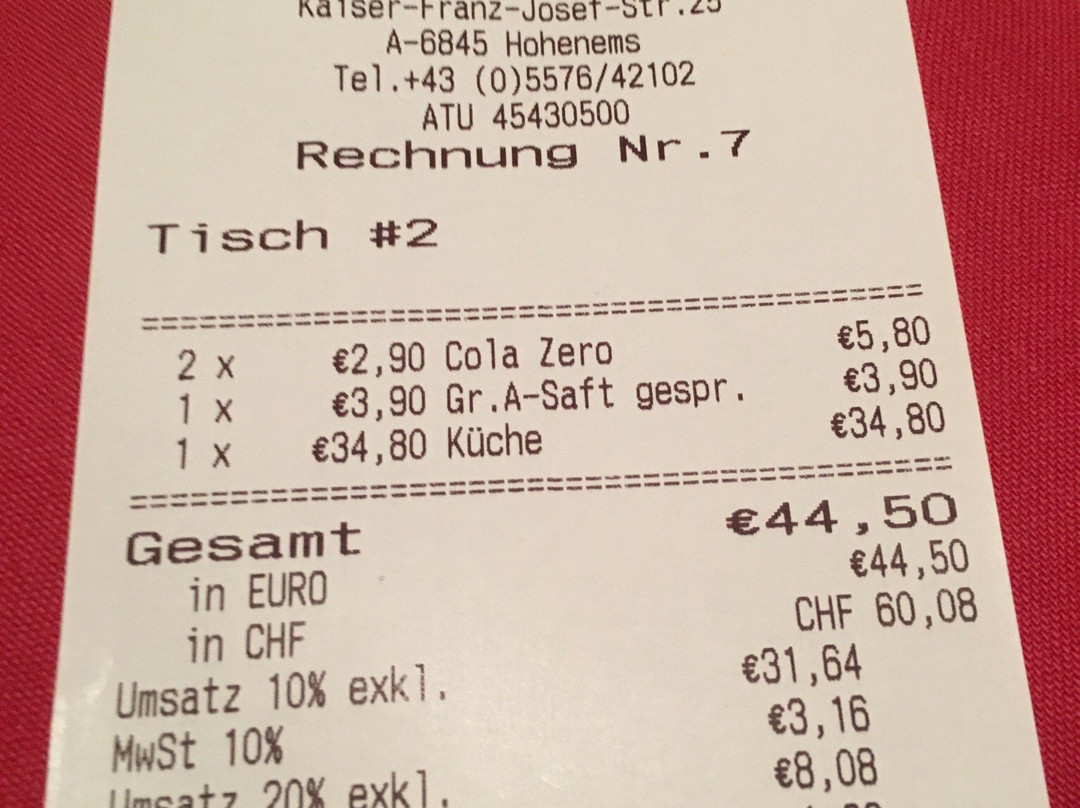 Kaiser-Franz-Josef-Str.25
A-6845 Hohenems
Tel.+43 (0)5576/42102
ATU 45430500
Rechnung Nr.7
Tisch #2
======================================
2 x €2,90 Cola Zero €5,80
1 x €3,90 Gr.A-Saft gespr. €3,90
1 x €34,80 Küche €34,80
======================================
Gesamt €44,50
in EURO €44,50
in CHF CHF 60,08
Umsatz 10% exkl. €31,64
MwSt 10% €3,16
Umsatz 20% exkl. €8,08